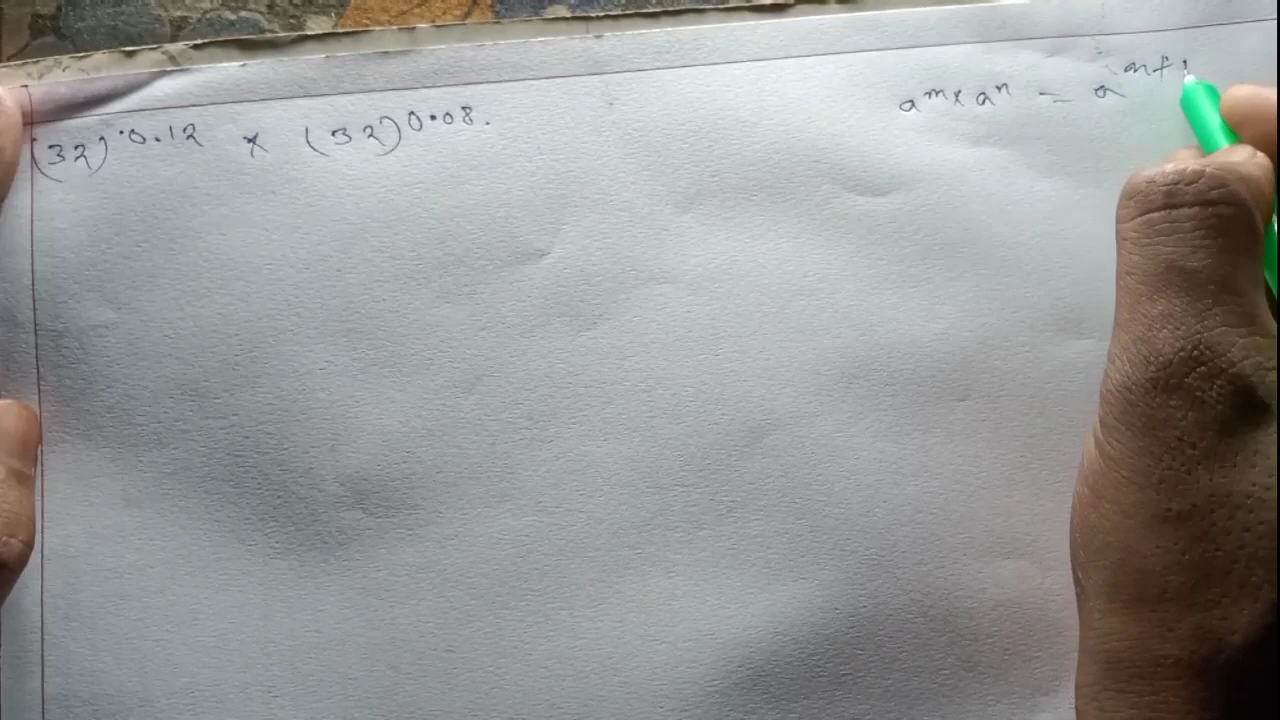 (32)^0.12 × (32)^0.08.
a^m × a^n = a^m+